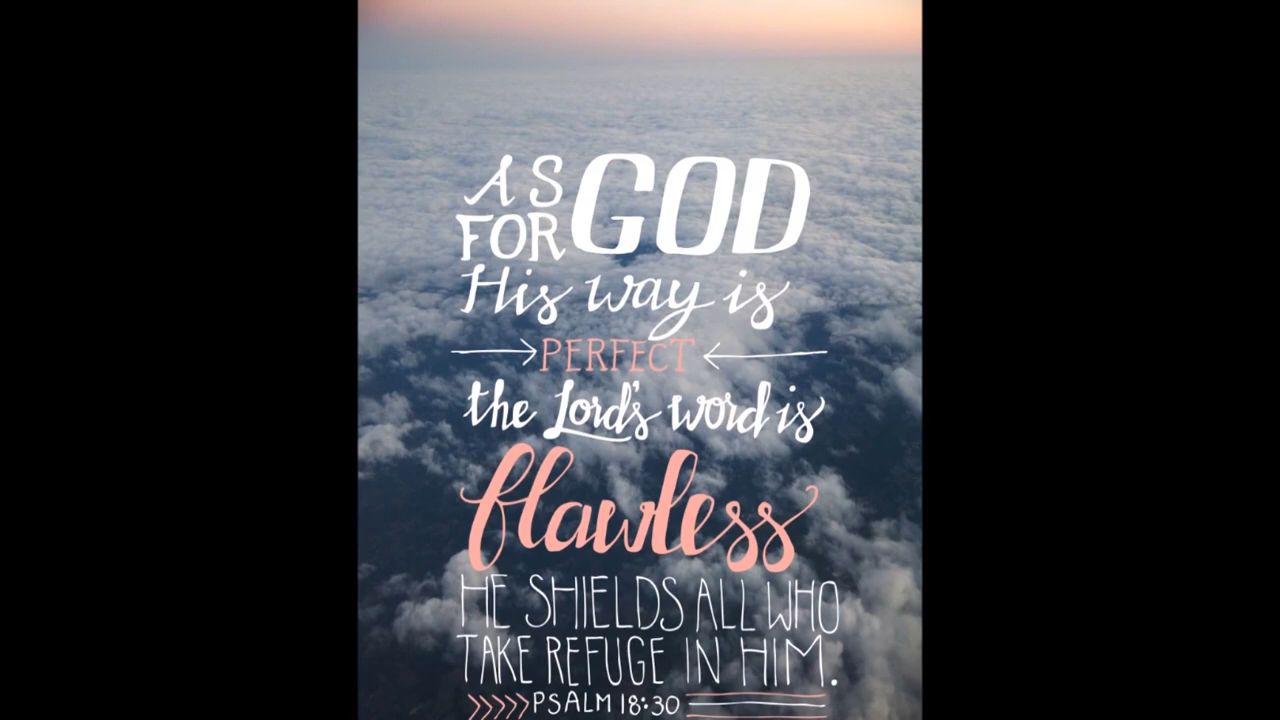 AS
FOR GOD
His way is
PERFECT
the Lord's word is
flawless
HE SHIELDS ALL WHO
TAKE REFUGE IN HIM.
PSALM 18:30